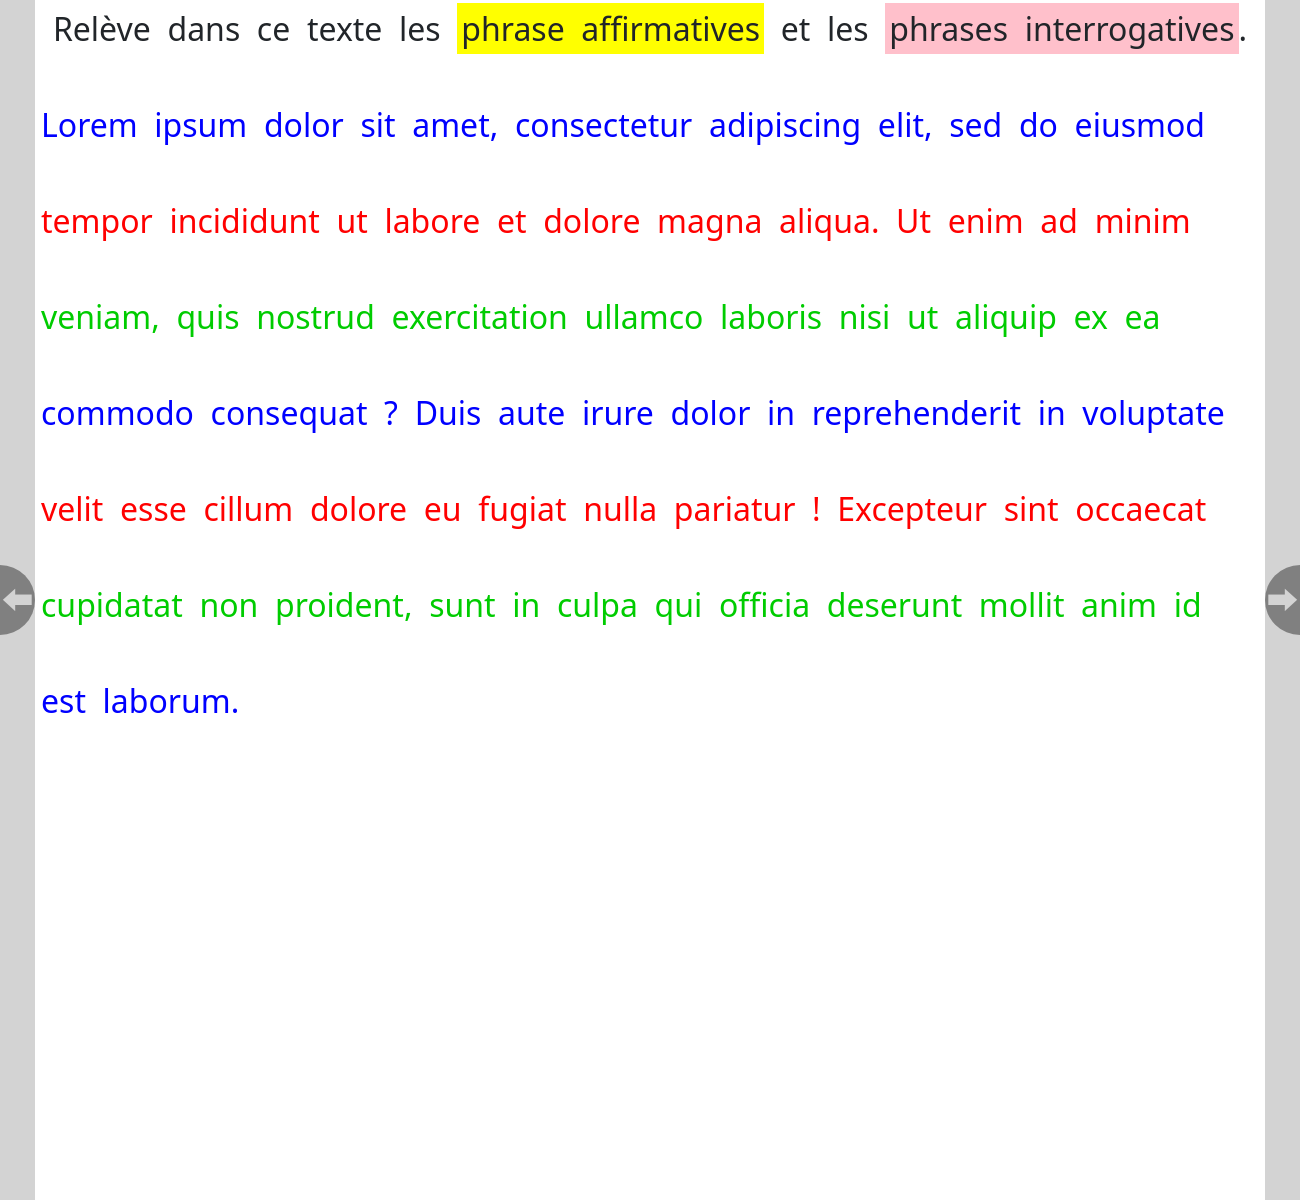 Relève dans ce texte les phrase affirmatives et les phrases interrogatives.
Lorem ipsum dolor sit amet, consectetur adipiscing elit, sed do eiusmod
tempor incididunt ut labore et dolore magna aliqua. Ut enim ad minim
veniam, quis nostrud exercitation ullamco laboris nisi ut aliquip ex ea
commodo consequat ? Duis aute irure dolor in reprehenderit in voluptate
velit esse cillum dolore eu fugiat nulla pariatur ! Excepteur sint occaecat
cupidatat non proident, sunt in culpa qui officia deserunt mollit anim id
est laborum.